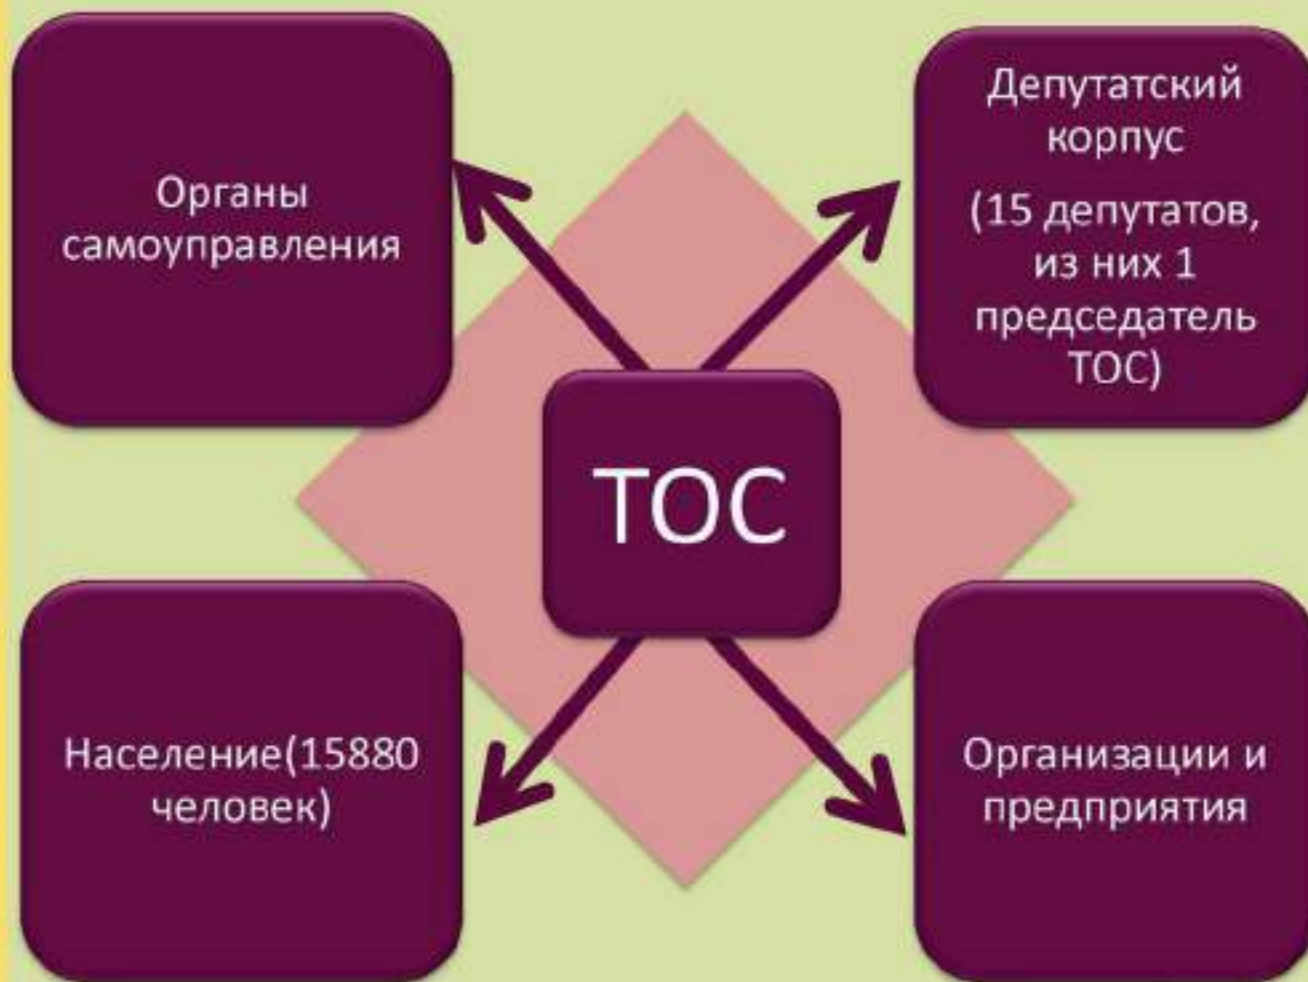 Органы
самоуправления
Депутатский
корпус
(15 депутатов,
из них 1
председатель
ТОС)
ТОС
Население(15880
человек)
Организации и
предприятия